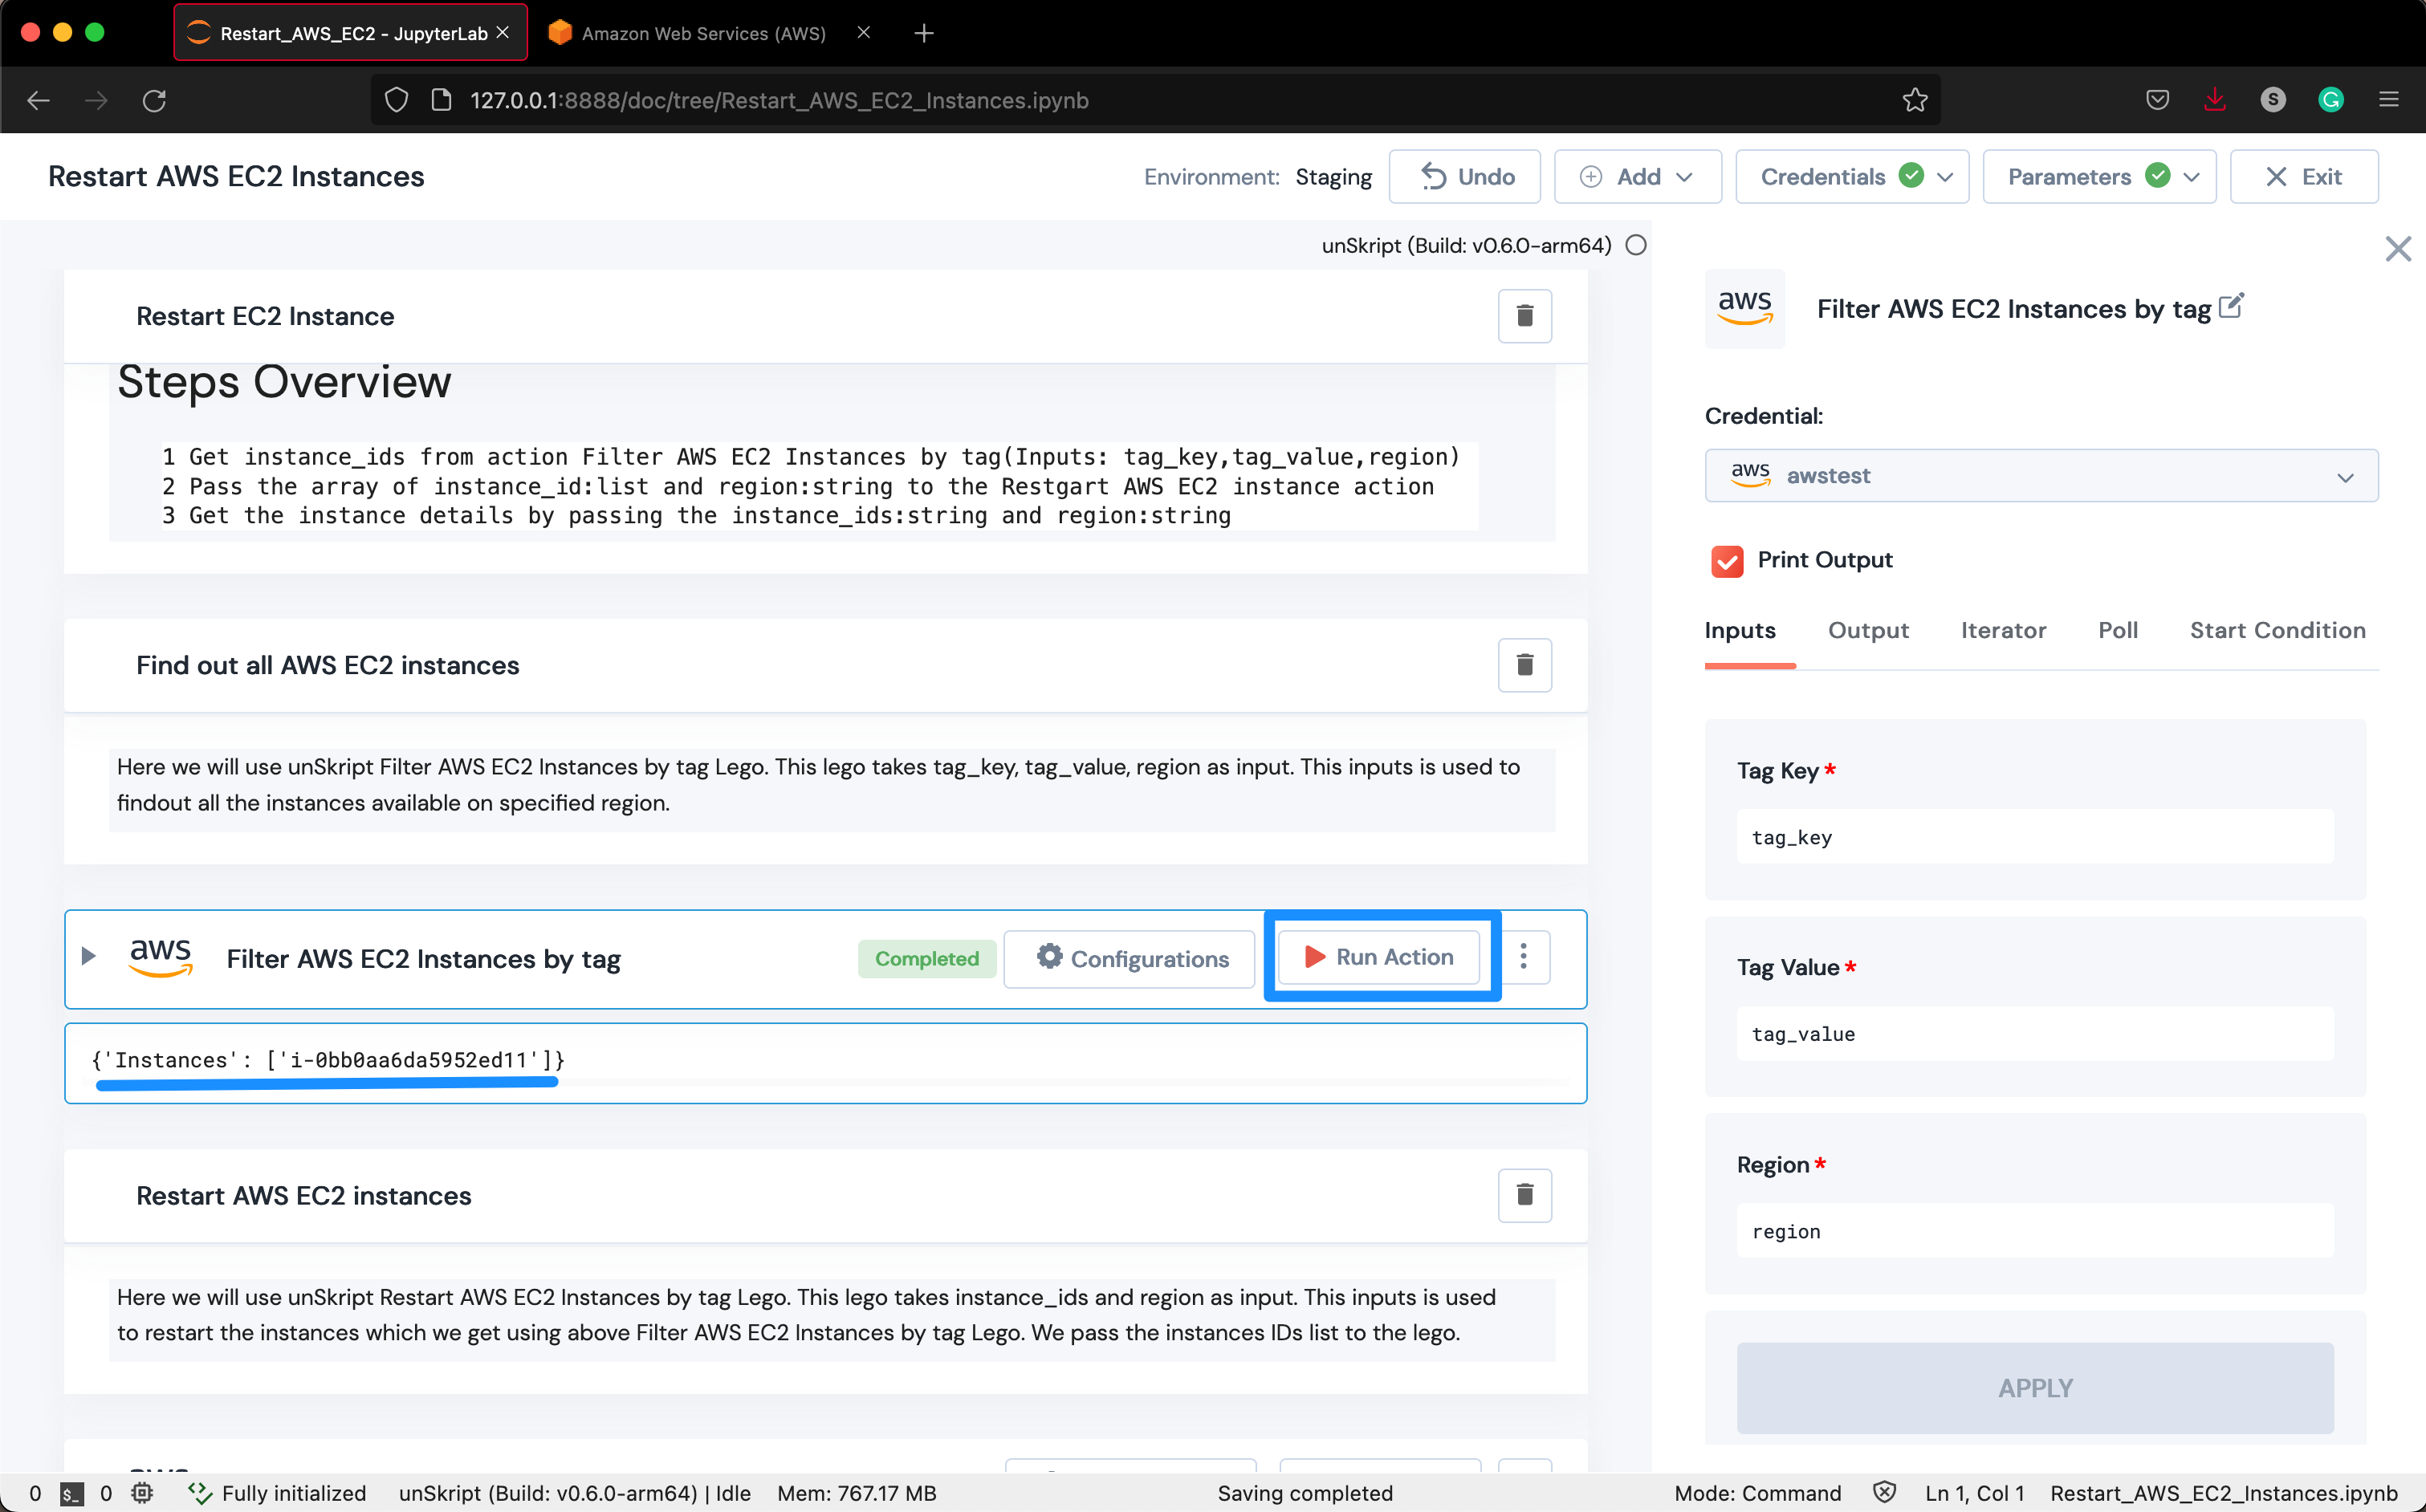 Restart_AWS_EC2 - JupyterLab
Amazon Web Services (AWS)
127.0.0.1:8888/doc/tree/Restart_AWS_EC2_Instances.ipynb
S
G
Restart AWS EC2 Instances
Environment: Staging
Undo
Add
Credentials
Parameters
Exit
unSkript (Build: v0.6.0-arm64)
Restart EC2 Instance
Steps Overview
1 Get instance_ids from action Filter AWS EC2 Instances by tag(Inputs: tag_key,tag_value,region)
2 Pass the array of instance_id:list and region:string to the Restgart AWS EC2 instance action
3 Get the instance details by passing the instance_ids:string and region:string
Find out all AWS EC2 instances
Here we will use unSkript Filter AWS EC2 Instances by tag Lego. This lego takes tag_key, tag_value, region as input. This inputs is used to
findout all the instances available on specified region.
aws
Filter AWS EC2 Instances by tag
Completed
Configurations
Run Action
{'Instances': ['i-0bb0aa6da5952ed11']}
Restart AWS EC2 instances
Here we will use unSkript Restart AWS EC2 Instances by tag Lego. This lego takes instance_ids and region as input. This inputs is used
to restart the instances which we get using above Filter AWS EC2 Instances by tag Lego. We pass the instances IDs list to the lego.
aws
Filter AWS EC2 Instances by tag
Credential:
aws awstest
Print Output
Inputs
Output
Iterator
Poll
Start Condition
Tag Key *
tag_key
Tag Value *
tag_value
Region *
region
APPLY
0
$_
0
Fully initialized
unSkript (Build: v0.6.0-arm64) | Idle
Mem: 767.17 MB
Saving completed
Mode: Command
Ln 1, Col 1
Restart_AWS_EC2_Instances.ipynb